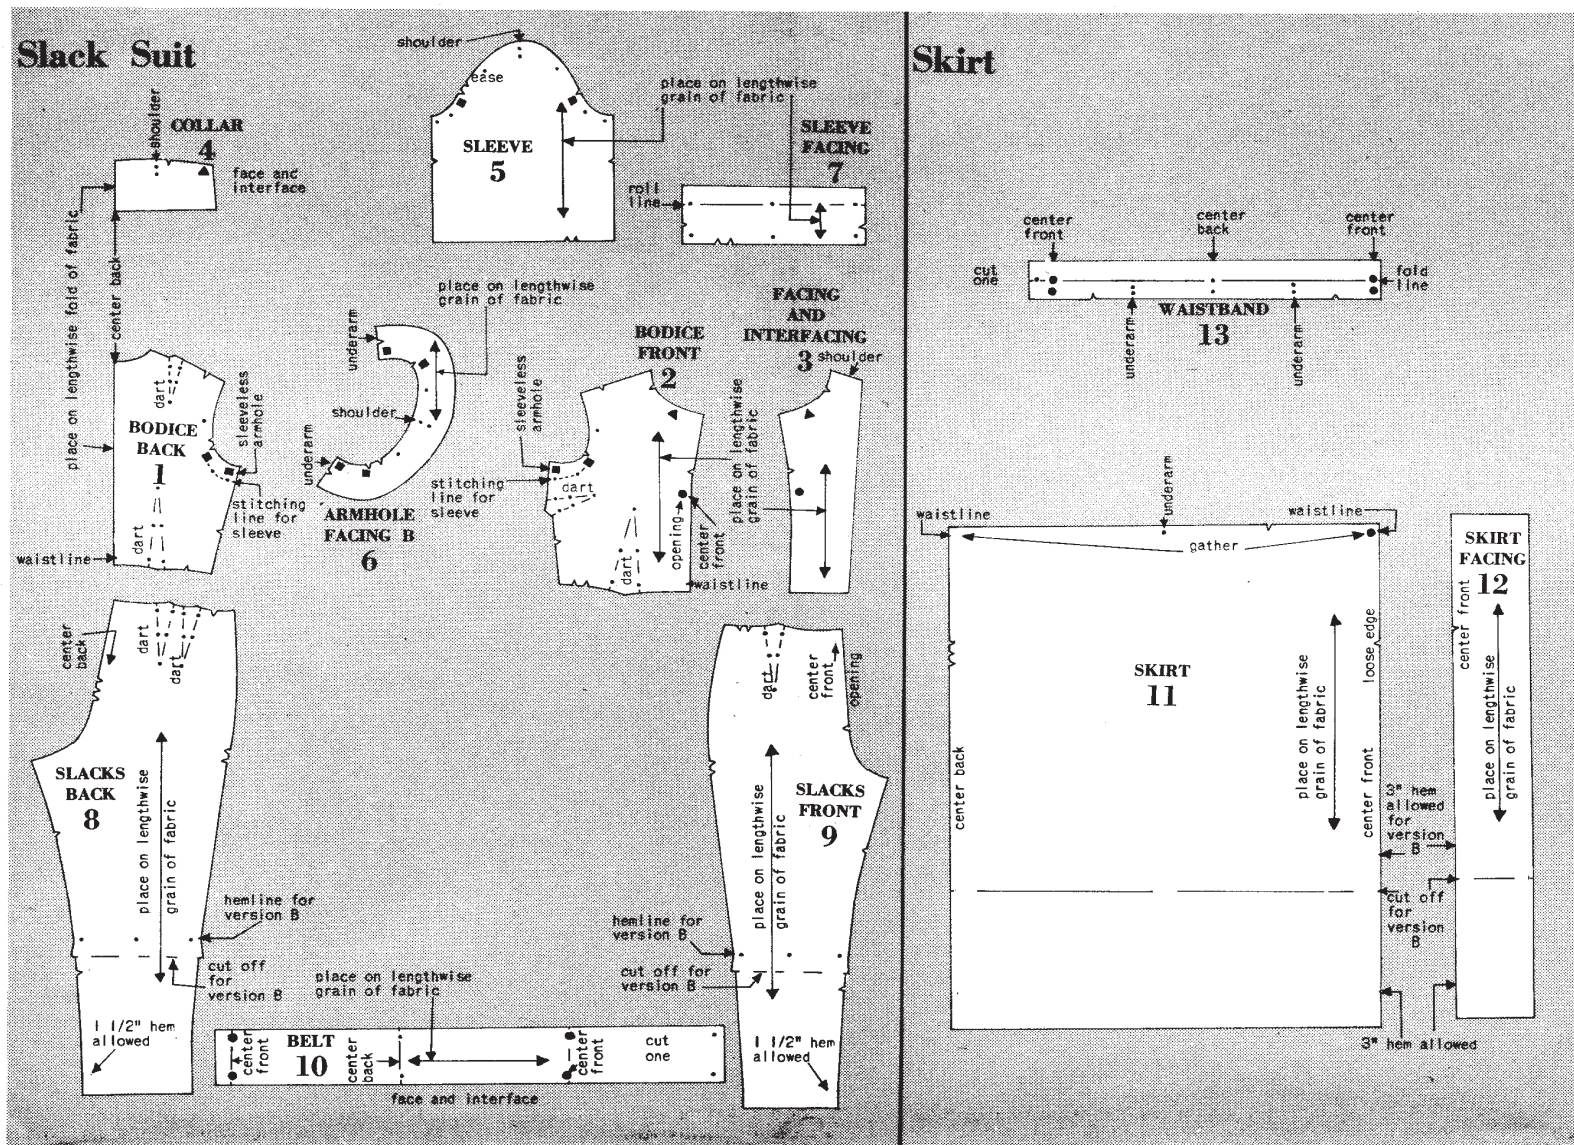 Slack Suit
shoulder
COLLAR
4
face and
interface
place on lengthwise fold of fabric
center back
shoulder
ease
SLEEVE
5
place on lengthwise
grain of fabric
SLEEVE
FACING
7
roll
line
BODICE
BACK
1
dart
dart
sleeveless
armhole
stitching
line for
sleeve
waistline
place on lengthwise
grain of fabric
underarm
shoulder
underarm
ARMHOLE
FACING B
6
BODICE
FRONT
2
sleeveless
armhole
stitching
line for
sleeve
dart
dart
opening
center
front
waistline
place on lengthwise
grain of fabric
FACING
AND
INTERFACING
3
shoulder
center
back
dart
dart
SLACKS
BACK
8
place on lengthwise
grain of fabric
hemline for
version B
cut off
for
version B
1 1/2" hem
allowed
dart
center
front
opening
SLACKS
FRONT
9
place on lengthwise
grain of fabric
hemline for
version B
cut off for
version B
1 1/2" hem
allowed
place on lengthwise
grain of fabric
center
front
BELT
10
center
back
center
front
cut
one
face and interface
Skirt
center
front
center
back
center
front
cut
one
fold
line
WAISTBAND
13
underarm
underarm
underarm
waistline
waistline
gather
SKIRT
11
center back
place on lengthwise
grain of fabric
loose edge
center front
3" hem
allowed
for
version
B
cut off
for
version
B
3" hem allowed
SKIRT
FACING
12
center front
place on lengthwise
grain of fabric